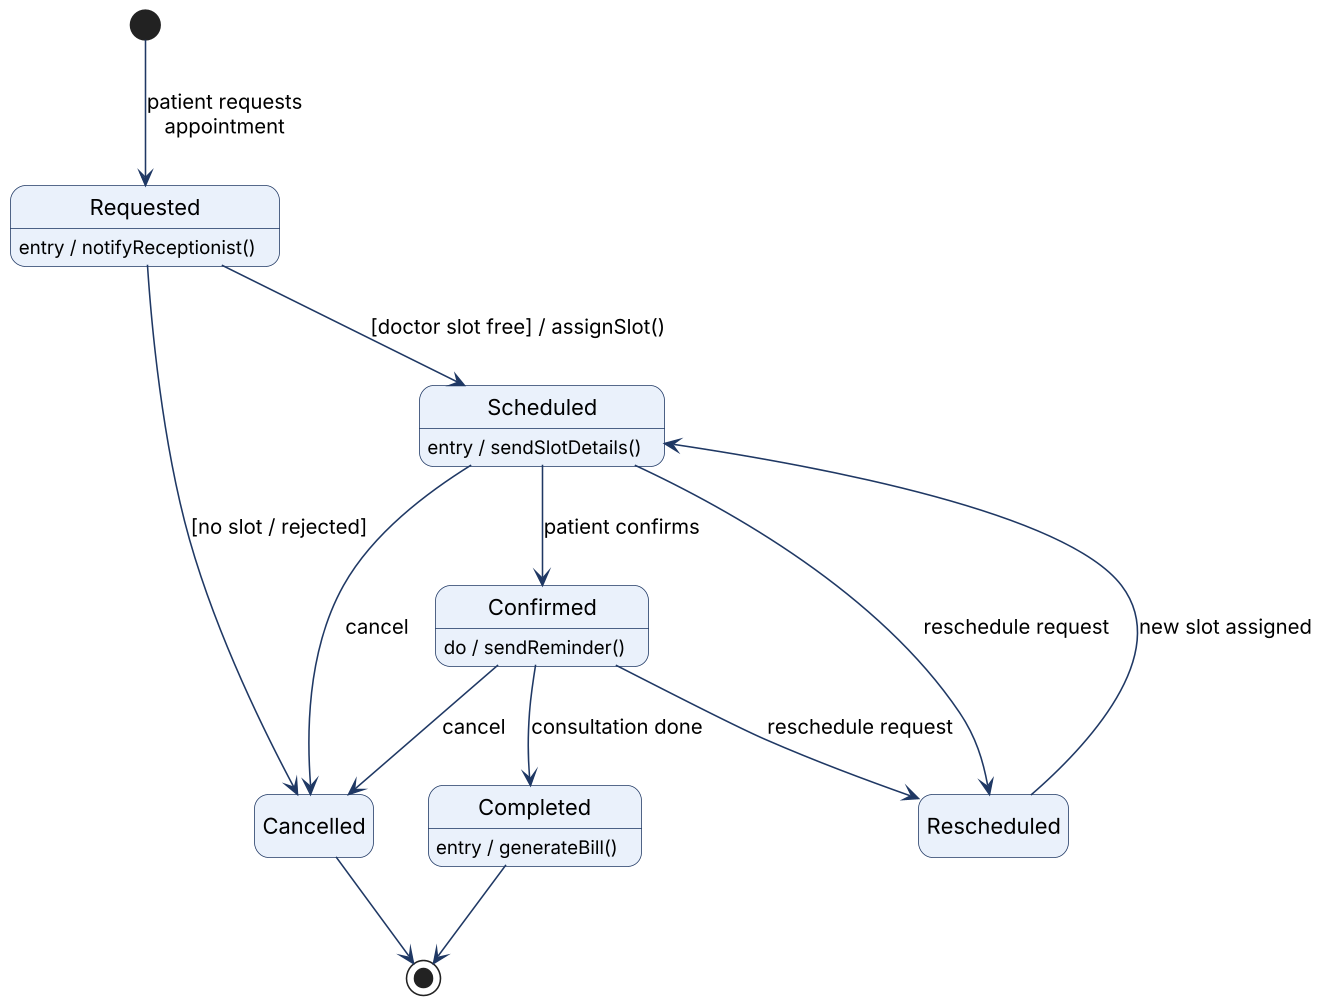 patient requests
appointment
Requested
entry / notifyReceptionist()
[doctor slot free] / assignSlot()
Scheduled
entry / sendSlotDetails()
[no slot / rejected]
patient confirms
Confirmed
do / sendReminder()
cancel
reschedule request
new slot assigned
cancel
consultation done
reschedule request
Cancelled
Completed
entry / generateBill()
Rescheduled